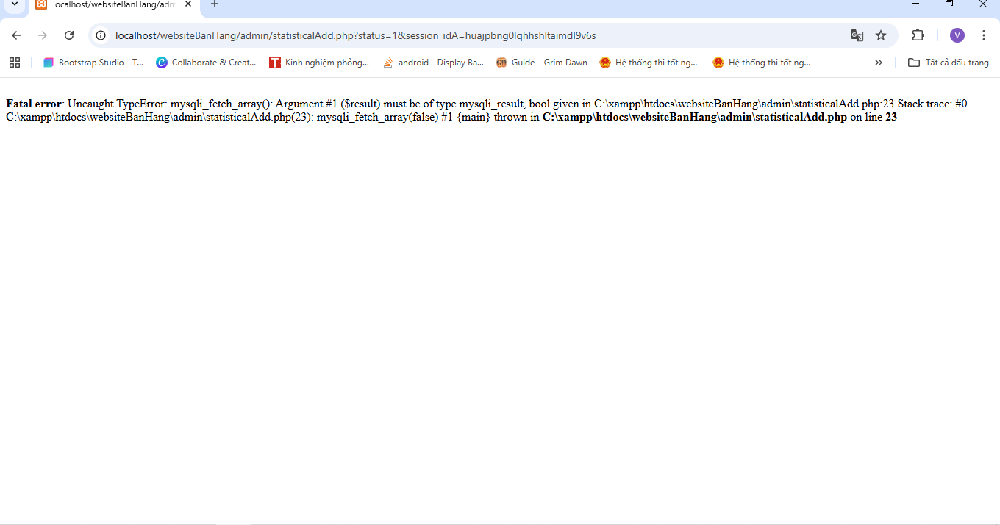 localhost/websiteBanHang/adm
localhost/websiteBanHang/admin/statisticalAdd.php?status=1&session_idA=huajpbng0lqhhshltaimdl9v6s
V
Bootstrap Studio - T... Collaborate & Creat... Kinh nghiệm phỏng... android - Display Ba... Guide – Grim Dawn Hệ thống thi tốt ng... Hệ thống thi tốt ng... » Tất cả dấu trang
Fatal error: Uncaught TypeError: mysqli_fetch_array(): Argument #1 ($result) must be of type mysqli_result, bool given in C:\xampp\htdocs\websiteBanHang\admin\statisticalAdd.php:23 Stack trace: #0
C:\xampp\htdocs\websiteBanHang\admin\statisticalAdd.php(23): mysqli_fetch_array(false) #1 {main} thrown in C:\xampp\htdocs\websiteBanHang\admin\statisticalAdd.php on line 23